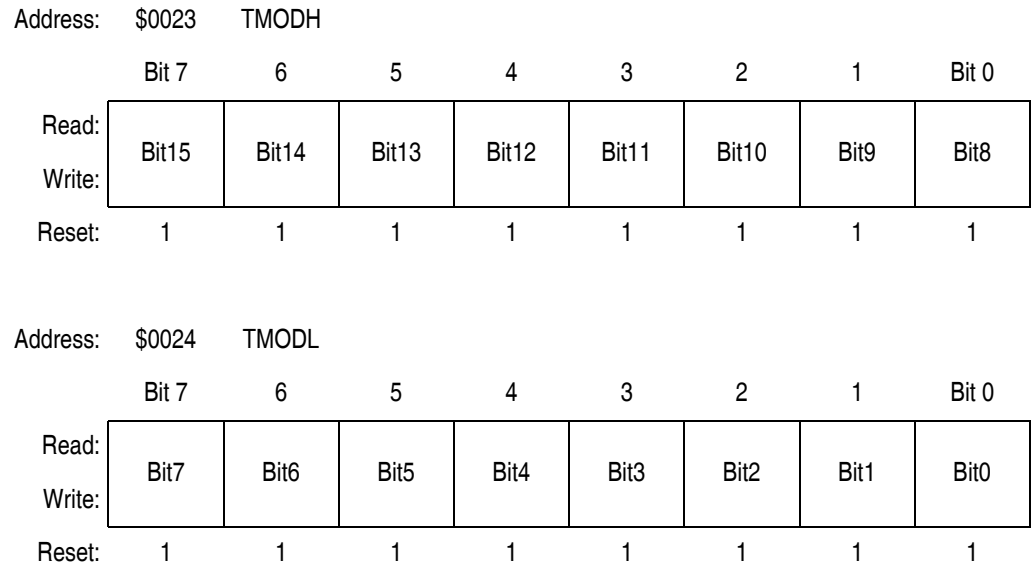 Address: $0023 TMODH
Bit 7 6 5 4 3 2 1 Bit 0
Read:
Bit15 Bit14 Bit13 Bit12 Bit11 Bit10 Bit9 Bit8
Write:
Reset: 1 1 1 1 1 1 1 1
Address: $0024 TMODL
Bit 7 6 5 4 3 2 1 Bit 0
Read:
Bit7 Bit6 Bit5 Bit4 Bit3 Bit2 Bit1 Bit0
Write:
Reset: 1 1 1 1 1 1 1 1